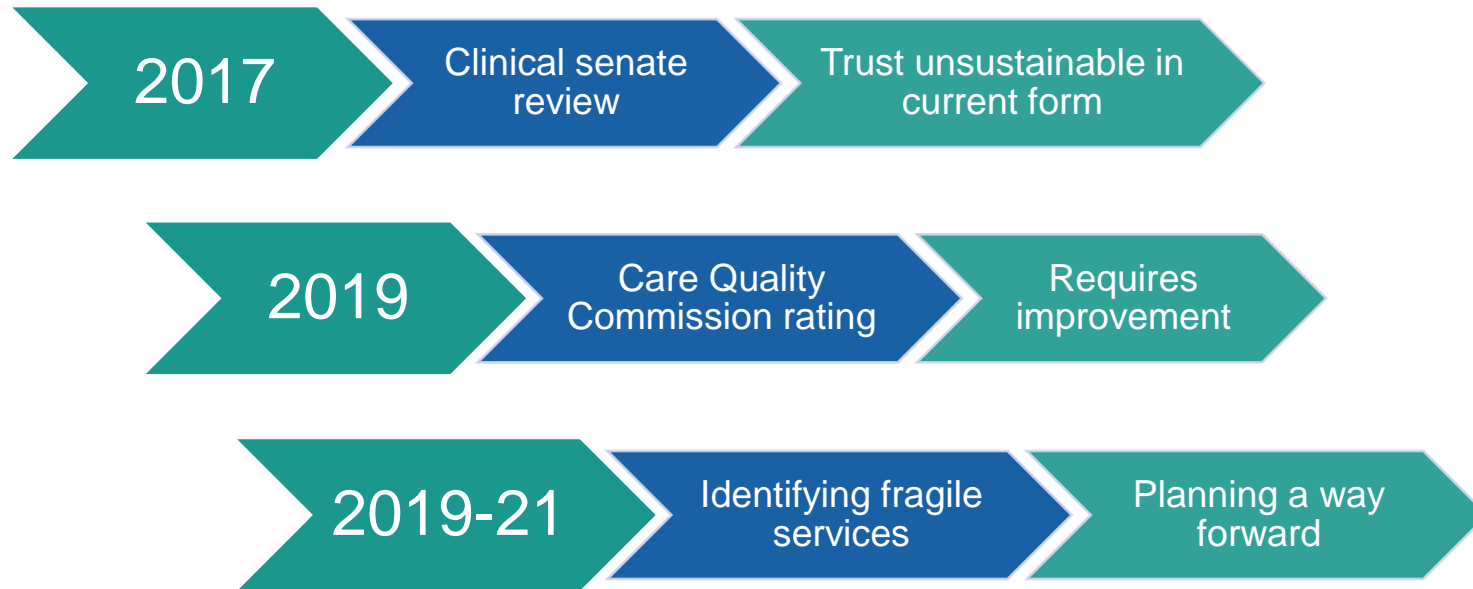 2017
Clinical senate
review
Trust unsustainable in
current form
2019
Care Quality
Commission rating
Requires
improvement
2019-21
Identifying fragile
services
Planning a way
forward